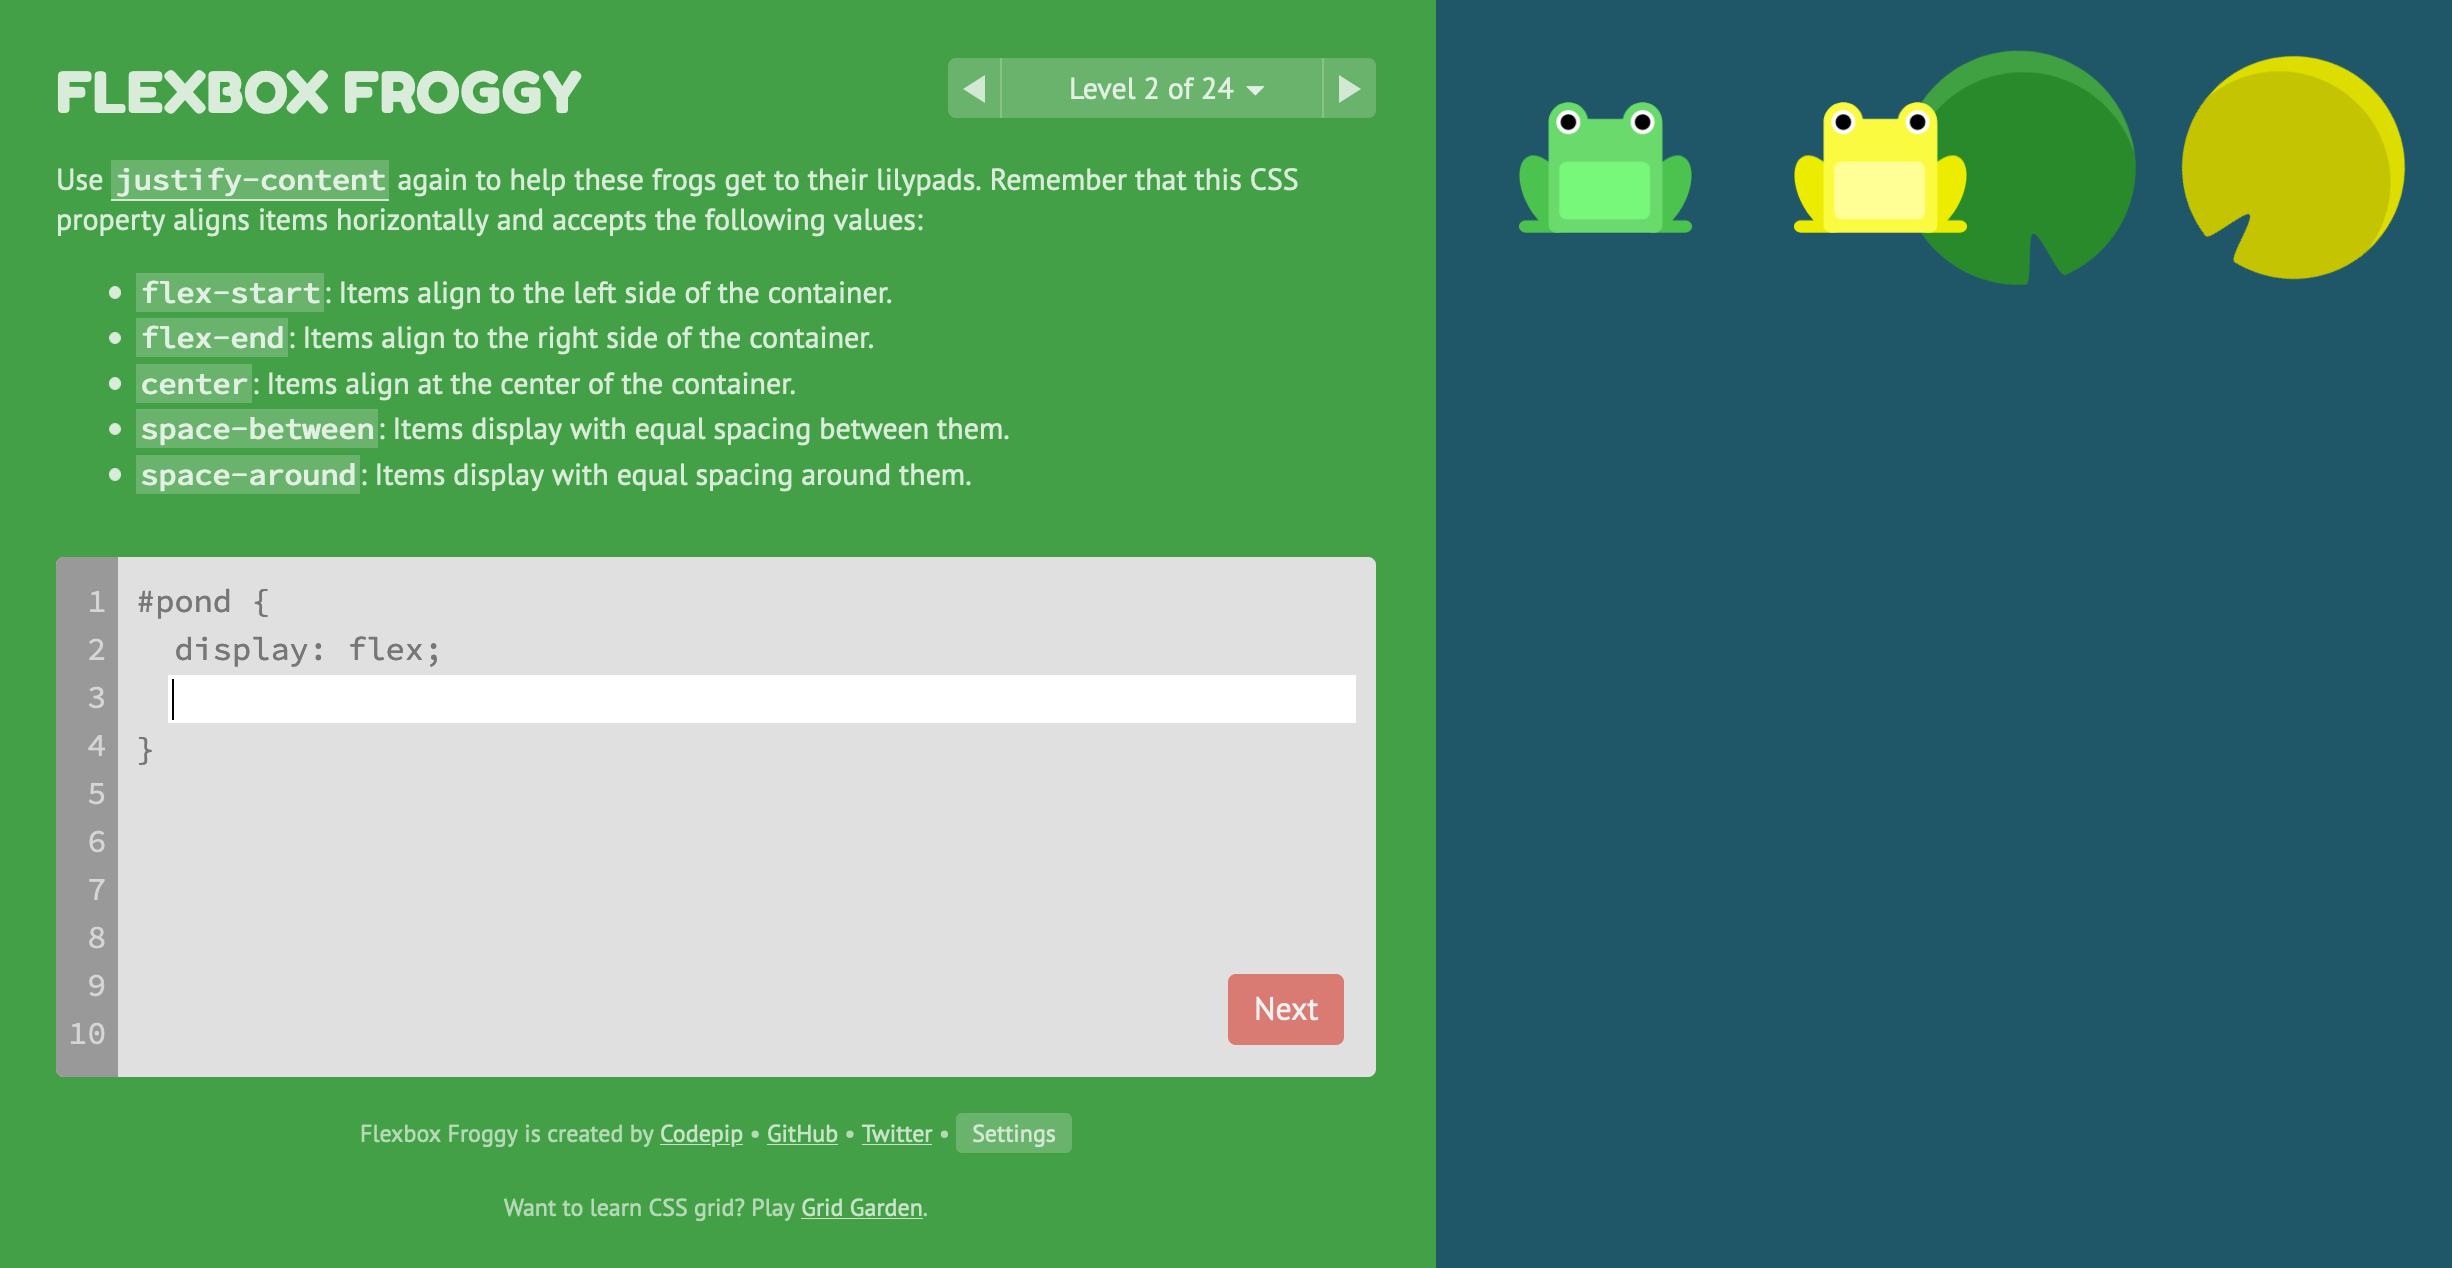 FLEXBOX FROGGY
Level 2 of 24
Use justify-content again to help these frogs get to their lilypads. Remember that this CSS
property aligns items horizontally and accepts the following values:
flex-start: Items align to the left side of the container.
flex-end: Items align to the right side of the container.
center: Items align at the center of the container.
space-between: Items display with equal spacing between them.
space-around: Items display with equal spacing around them.
1 #pond {
2 display: flex;
3
4 }
5
6
7
8
9
10
Next
Flexbox Froggy is created by Codepip • GitHub • Twitter • Settings
Want to learn CSS grid? Play Grid Garden.